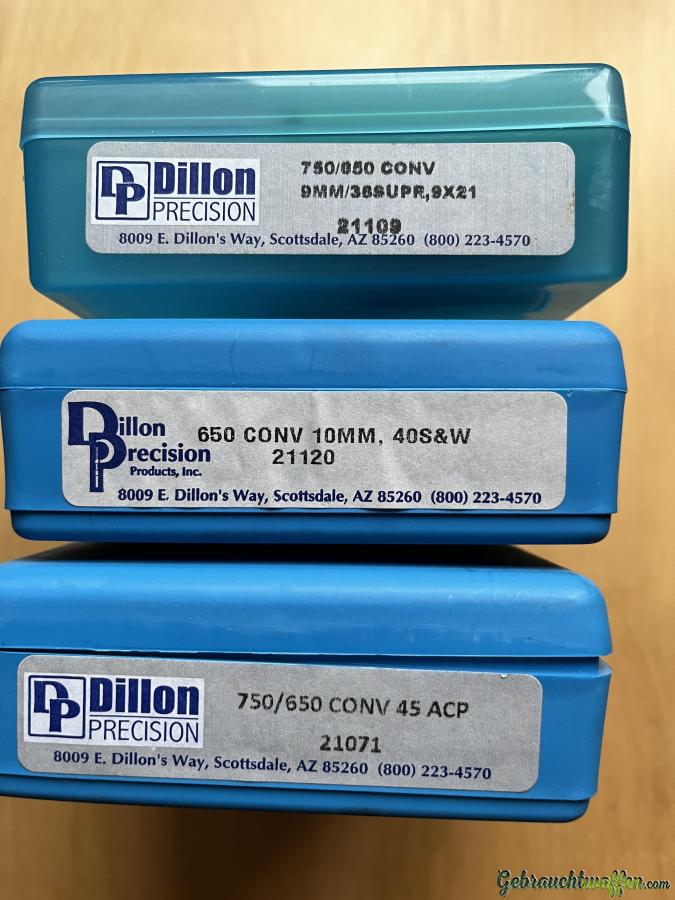 DP Dillon
PRECISION
750/650 CONV
9MM/38SUPR,9X21
21109
8009 E. Dillon's Way, Scottsdale, AZ 85260 (800) 223-4570
Dillon
Precision
Products, Inc.
650 CONV 10MM, 40S&W
21120
8009 E. Dillon's Way, Scottsdale, AZ 85260 (800) 223-4570
DP Dillon
PRECISION
750/650 CONV 45 ACP
21071
8009 E. Dillon's Way, Scottsdale, AZ 85260 (800) 223-4570
Gebrauchtwaffen.com